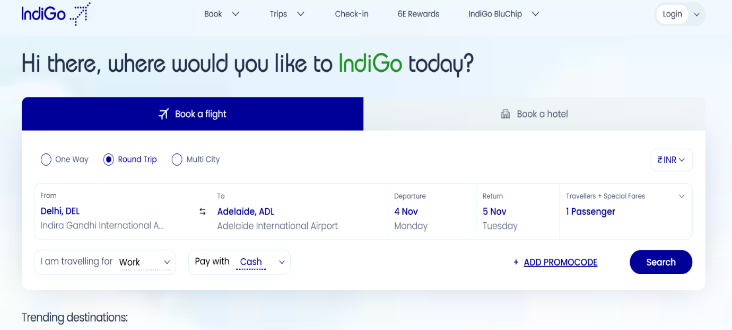 IndiGo
Book Trips Check-in 6E Rewards IndiGo BluChip Login
Hi there, where would you like to IndiGo today?
Book a flight Book a hotel
One Way Round Trip Multi City ₹ INR
From To Departure Return Travellers + Special Fares
Delhi, DEL Adelaide, ADL 4 Nov 5 Nov 1 Passenger
Indira Gandhi International A... Adelaide International Airport Monday Tuesday
I am travelling for Work Pay with Cash + ADD PROMOCODE Search
Trending destinations: